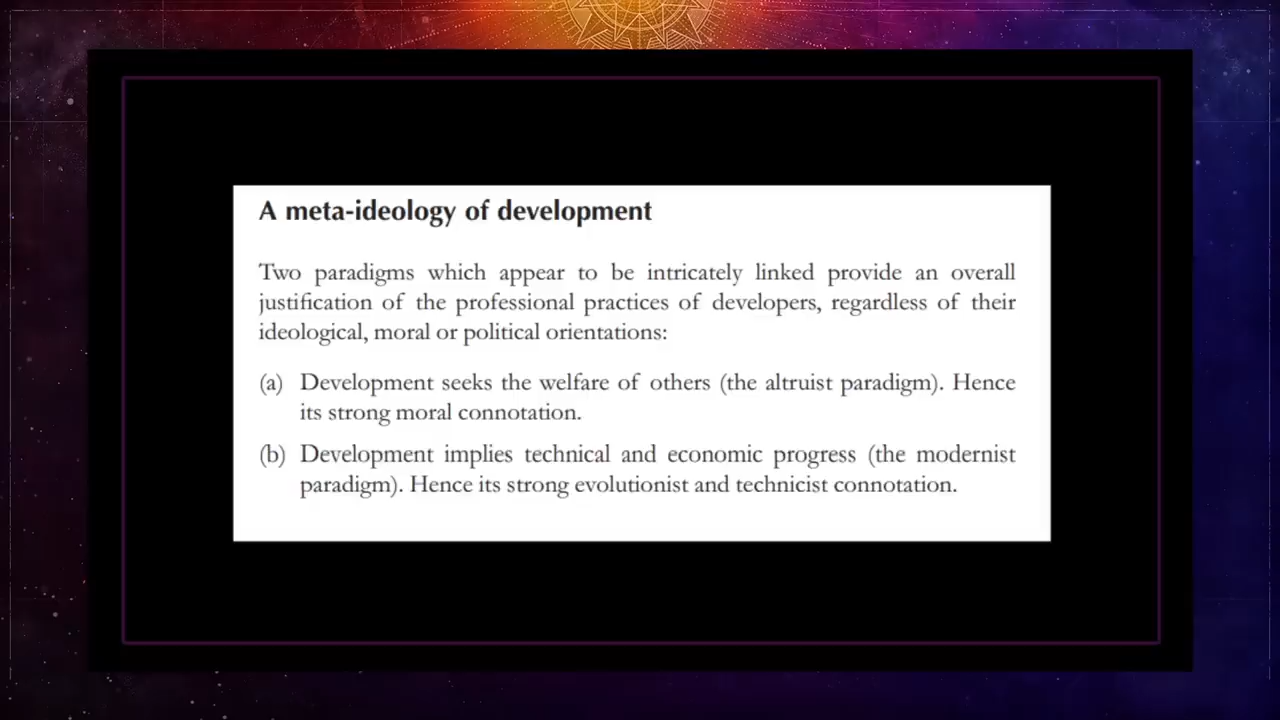 A meta-ideology of development
Two paradigms which appear to be intricately linked provide an overall
justification of the professional practices of developers, regardless of their
ideological, moral or political orientations:
(a) Development seeks the welfare of others (the altruist paradigm). Hence
its strong moral connotation.
(b) Development implies technical and economic progress (the modernist
paradigm). Hence its strong evolutionist and technicist connotation.